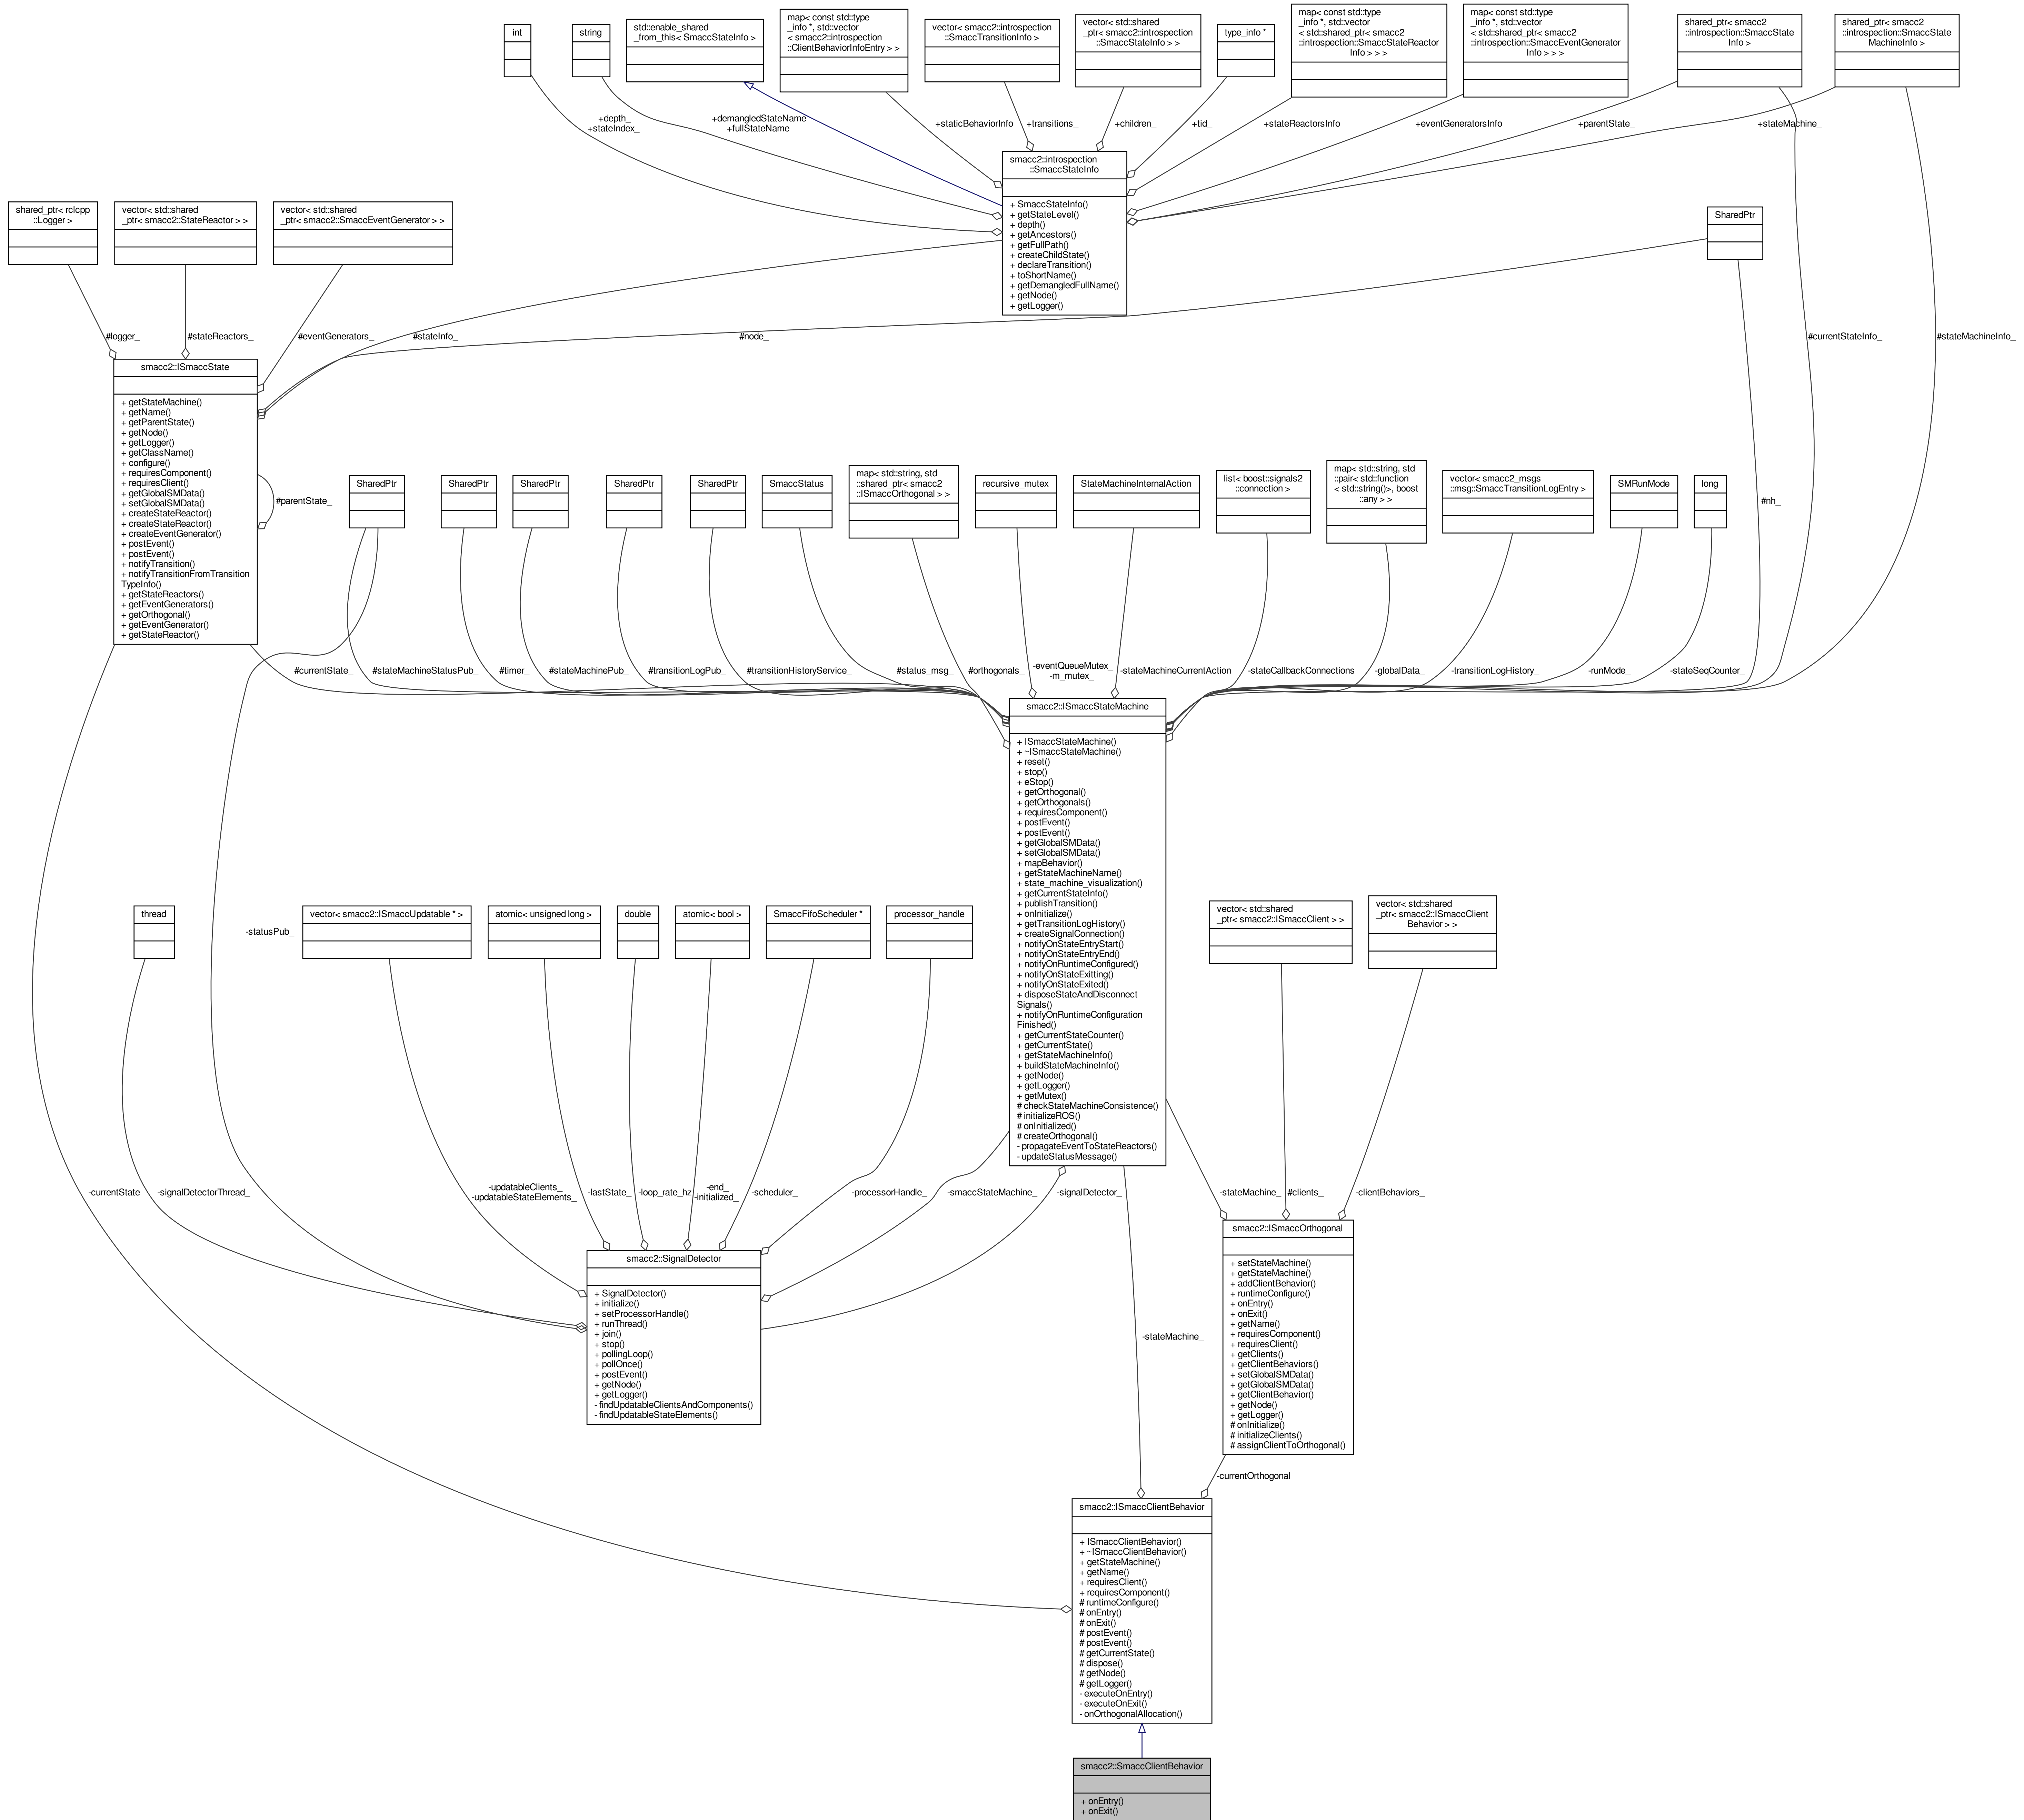 int
string
std::enable_shared
_from_this< SmaccStateInfo >
map< const std::type
_info *, std::vector
< smacc2::introspection
::ClientBehaviorInfoEntry > >
vector< smacc2::introspection
::SmaccTransitionInfo >
vector< std::shared
_ptr< smacc2::introspection
::SmaccStateInfo > >
type_info *
map< const std::type
_info *, std::vector
< std::shared_ptr< smacc2
::introspection::SmaccStateReactor
Info > > >
map< const std::type
_info *, std::vector
< std::shared_ptr< smacc2
::introspection::SmaccEventGenerator
Info > > >
shared_ptr< smacc2
::introspection::SmaccState
Info >
shared_ptr< smacc2
::introspection::SmaccState
MachineInfo >
+depth_
+stateIndex_
+demangledStateName
+fullStateName
+staticBehaviorInfo
+transitions_
+children_
+tid_
+stateReactorsInfo
+eventGeneratorsInfo
+parentState_
+stateMachine_
smacc2::introspection
::SmaccStateInfo
+ SmaccStateInfo()
+ getStateLevel()
+ depth()
+ getAncestors()
+ getFullPath()
+ createChildState()
+ declareTransition()
+ toShortName()
+ getDemangledFullName()
+ getNode()
+ getLogger()
shared_ptr< rclcpp
::Logger >
vector< std::shared
_ptr< smacc2::StateReactor > >
vector< std::shared
_ptr< smacc2::SmaccEventGenerator > >
SharedPtr
#logger_
#stateReactors_
#eventGenerators_
#stateInfo_
#node_
#currentStateInfo_
#stateMachineInfo_
smacc2::ISmaccState
+ getStateMachine()
+ getName()
+ getParentState()
+ getNode()
+ getLogger()
+ getClassName()
+ configure()
+ requiresComponent()
+ requiresClient()
+ getGlobalSMData()
+ setGlobalSMData()
+ createStateReactor()
+ createStateReactor()
+ createEventGenerator()
+ postEvent()
+ postEvent()
+ notifyTransition()
+ notifyTransitionFromTransition
TypeInfo()
+ getStateReactors()
+ getEventGenerators()
+ getOrthogonal()
+ getEventGenerator()
+ getStateReactor()
#parentState_
SharedPtr
SharedPtr
SharedPtr
SharedPtr
SharedPtr
SmaccStatus
map< std::string, std
::shared_ptr< smacc2
::ISmaccOrthogonal > >
recursive_mutex
StateMachineInternalAction
list< boost::signals2
::connection >
map< std::string, std
::pair< std::function
< std::string()>, boost
::any > >
vector< smacc2_msgs
::msg::SmaccTransitionLogEntry >
SMRunMode
long
#nh_
#currentState_
#stateMachineStatusPub_
#timer_
#stateMachinePub_
#transitionLogPub_
#transitionHistoryService_
#status_msg_
#orthogonals_
-eventQueueMutex_
-m_mutex_
-stateMachineCurrentAction
-stateCallbackConnections
-globalData_
-transitionLogHistory_
-runMode_
-stateSeqCounter_
smacc2::ISmaccStateMachine
+ ISmaccStateMachine()
+ ~ISmaccStateMachine()
+ reset()
+ stop()
+ eStop()
+ getOrthogonal()
+ getOrthogonals()
+ requiresComponent()
+ postEvent()
+ postEvent()
+ getGlobalSMData()
+ setGlobalSMData()
+ mapBehavior()
+ getStateMachineName()
+ state_machine_visualization()
+ getCurrentStateInfo()
+ publishTransition()
+ onInitialize()
+ getTransitionLogHistory()
+ createSignalConnection()
+ notifyOnStateEntryStart()
+ notifyOnStateEntryEnd()
+ notifyOnRuntimeConfigured()
+ notifyOnStateExitting()
+ notifyOnStateExited()
+ disposeStateAndDisconnect
Signals()
+ notifyOnRuntimeConfiguration
Finished()
+ getCurrentStateCounter()
+ getCurrentState()
+ getStateMachineInfo()
+ buildStateMachineInfo()
+ getNode()
+ getLogger()
+ getMutex()
# checkStateMachineConsistence()
# initializeROS()
# onInitialized()
# createOrthogonal()
- propagateEventToStateReactors()
- updateStatusMessage()
thread
-statusPub_
vector< smacc2::ISmaccUpdatable * >
atomic< unsigned long >
double
atomic< bool >
SmaccFifoScheduler *
processor_handle
vector< std::shared
_ptr< smacc2::ISmaccClient > >
vector< std::shared
_ptr< smacc2::ISmaccClient
Behavior > >
-currentState
-signalDetectorThread_
-updatableClients_
-updatableStateElements_
-lastState_
-loop_rate_hz
-end_
-initialized_
-scheduler_
-processorHandle_
-smaccStateMachine_
-signalDetector_
-stateMachine_
#clients_
-clientBehaviors_
smacc2::SignalDetector
+ SignalDetector()
+ initialize()
+ setProcessorHandle()
+ runThread()
+ join()
+ stop()
+ pollingLoop()
+ pollOnce()
+ postEvent()
+ getNode()
+ getLogger()
- findUpdatableClientsAndComponents()
- findUpdatableStateElements()
smacc2::ISmaccOrthogonal
+ setStateMachine()
+ getStateMachine()
+ addClientBehavior()
+ runtimeConfigure()
+ onEntry()
+ onExit()
+ getName()
+ requiresComponent()
+ requiresClient()
+ getClients()
+ getClientBehaviors()
+ setGlobalSMData()
+ getGlobalSMData()
+ getClientBehavior()
+ getNode()
+ getLogger()
# onInitialize()
# initializeClients()
# assignClientToOrthogonal()
-stateMachine_
-currentOrthogonal
smacc2::ISmaccClientBehavior
+ ISmaccClientBehavior()
+ ~ISmaccClientBehavior()
+ getStateMachine()
+ getName()
+ requiresClient()
+ requiresComponent()
# runtimeConfigure()
# onEntry()
# onExit()
# postEvent()
# postEvent()
# getCurrentState()
# dispose()
# getNode()
# getLogger()
- executeOnEntry()
- executeOnExit()
- onOrthogonalAllocation()
smacc2::SmaccClientBehavior
+ onEntry()
+ onExit()